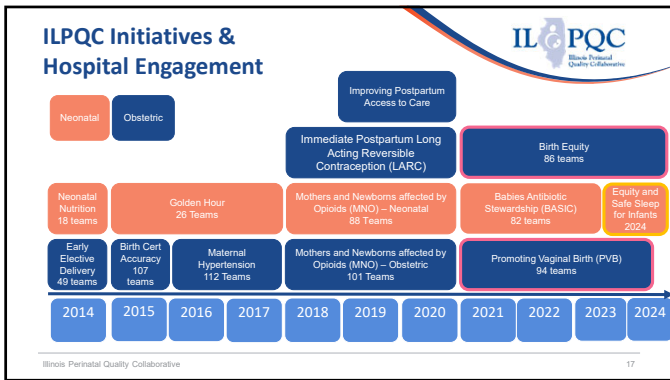 ILPQC Initiatives &
Hospital Engagement
IL PQC
Illinois Perinatal
Quality Collaborative
Neonatal
Obstetric
Improving Postpartum
Access to Care
Immediate Postpartum Long
Acting Reversible
Contraception (LARC)
Birth Equity
86 teams
Neonatal
Nutrition
18 teams
Golden Hour
26 Teams
Mothers and Newborns affected by
Opioids (MNO) – Neonatal
88 Teams
Babies Antibiotic
Stewardship (BASIC)
82 teams
Equity and
Safe Sleep
for Infants
2024
Early
Elective
Delivery
49 teams
Birth Cert
Accuracy
107
teams
Maternal
Hypertension
112 Teams
Mothers and Newborns affected by
Opioids (MNO) – Obstetric
101 Teams
Promoting Vaginal Birth (PVB)
94 teams
2014
2015
2016
2017
2018
2019
2020
2021
2022
2023
2024
Illinois Perinatal Quality Collaborative
17